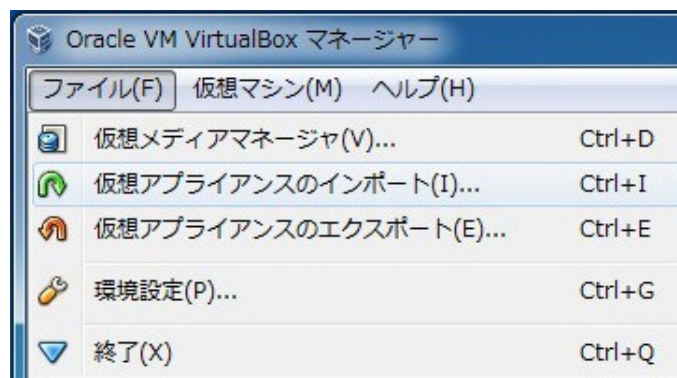 Oracle VM VirtualBox マネージャー
ファイル(F) 仮想マシン(M) ヘルプ(H)
仮想メディアマネージャ(V)... Ctrl+D
仮想アプライアンスのインポート(I)... Ctrl+I
仮想アプライアンスのエクスポート(E)... Ctrl+E
環境設定(P)... Ctrl+G
終了(X) Ctrl+Q